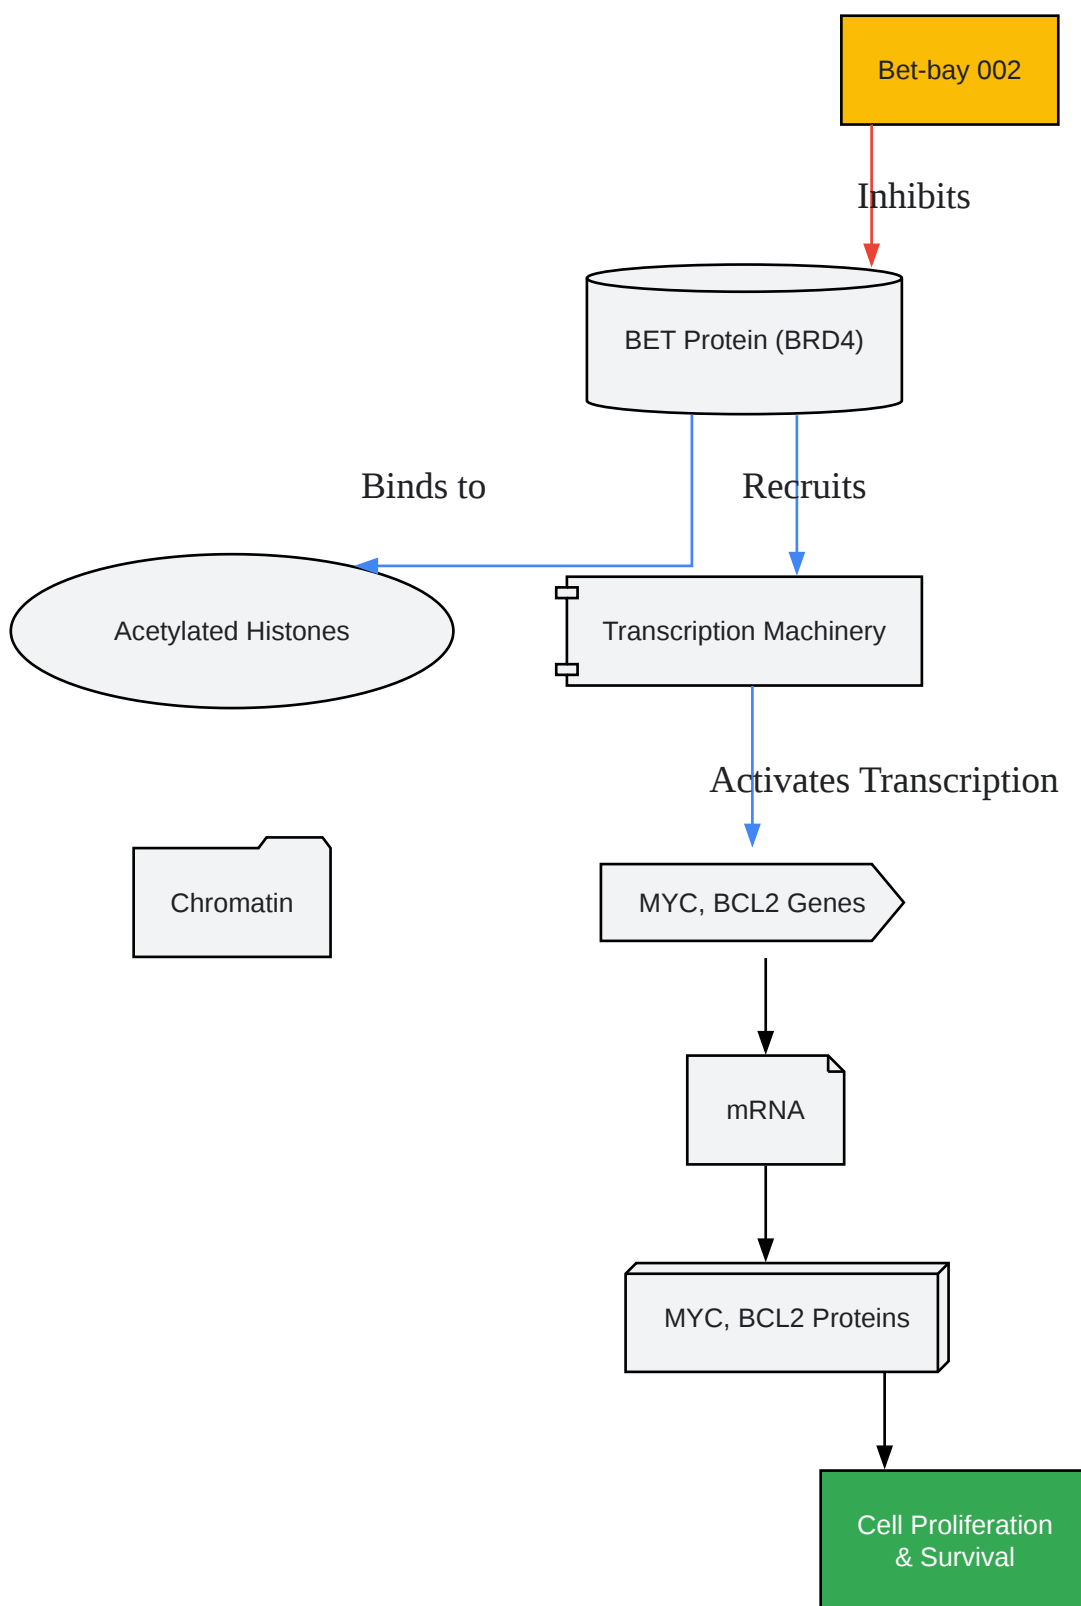 Bet-bay 002
Inhibits
BET Protein (BRD4)
Binds to
Recruits
Acetylated Histones
Transcription Machinery
Activates Transcription
Chromatin
MYC, BCL2 Genes
mRNA
MYC, BCL2 Proteins
Cell Proliferation
& Survival